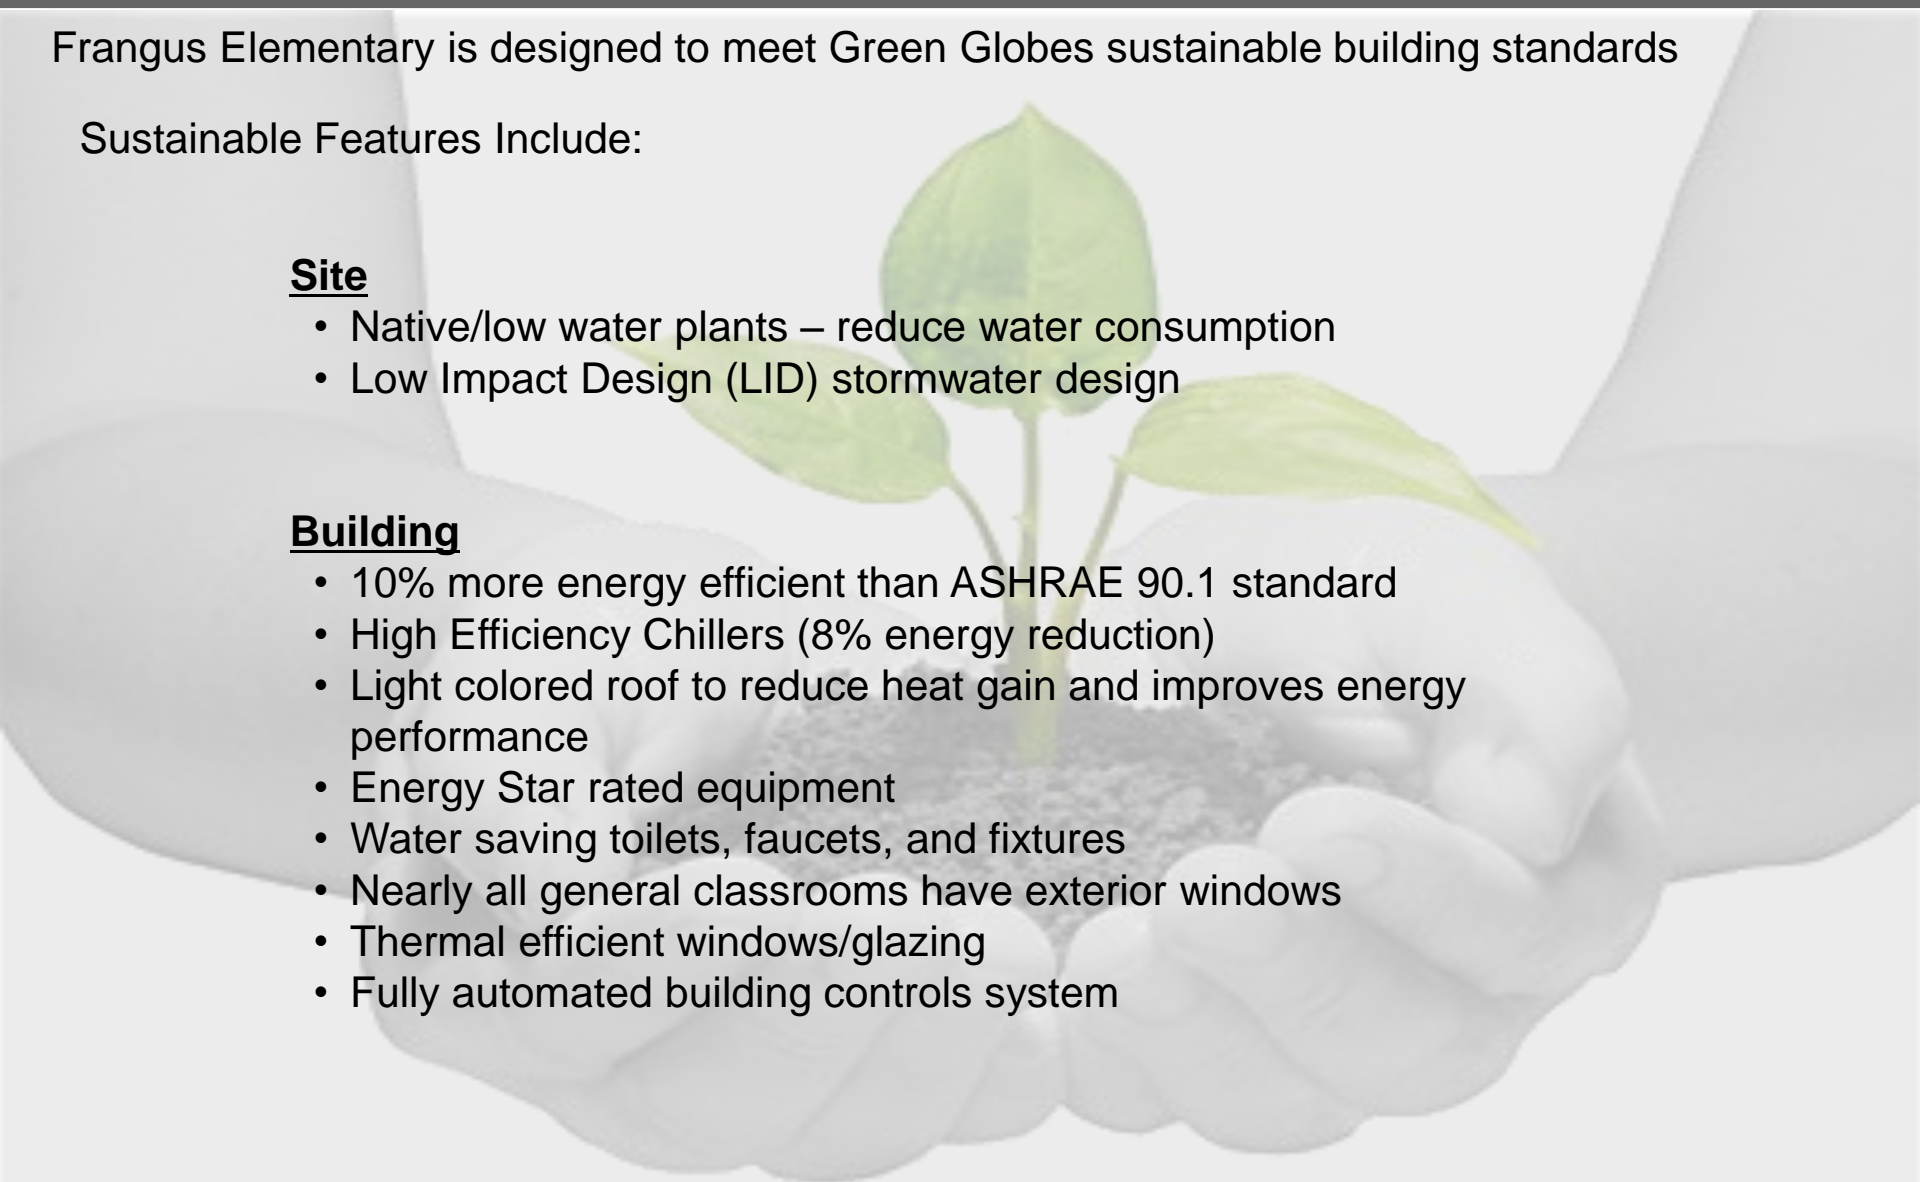 Frangus Elementary is designed to meet Green Globes sustainable building standards
Sustainable Features Include:
Site
• Native/low water plants – reduce water consumption
• Low Impact Design (LID) stormwater design
Building
• 10% more energy efficient than ASHRAE 90.1 standard
• High Efficiency Chillers (8% energy reduction)
• Light colored roof to reduce heat gain and improves energy
performance
• Energy Star rated equipment
• Water saving toilets, faucets, and fixtures
• Nearly all general classrooms have exterior windows
• Thermal efficient windows/glazing
• Fully automated building controls system